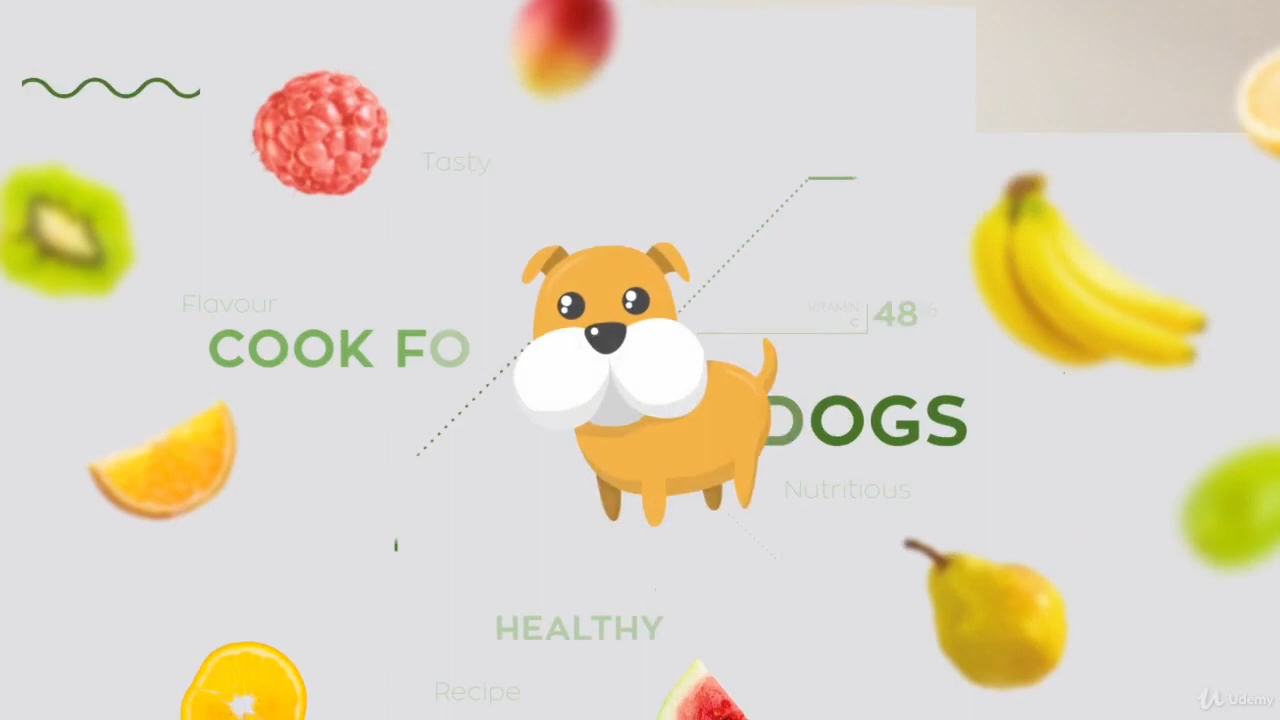 Tasty
Flavour
VITAMIN
C
48%
COOK FO
DOGS
Nutritious
HEALTHY
Recipe
Udemy